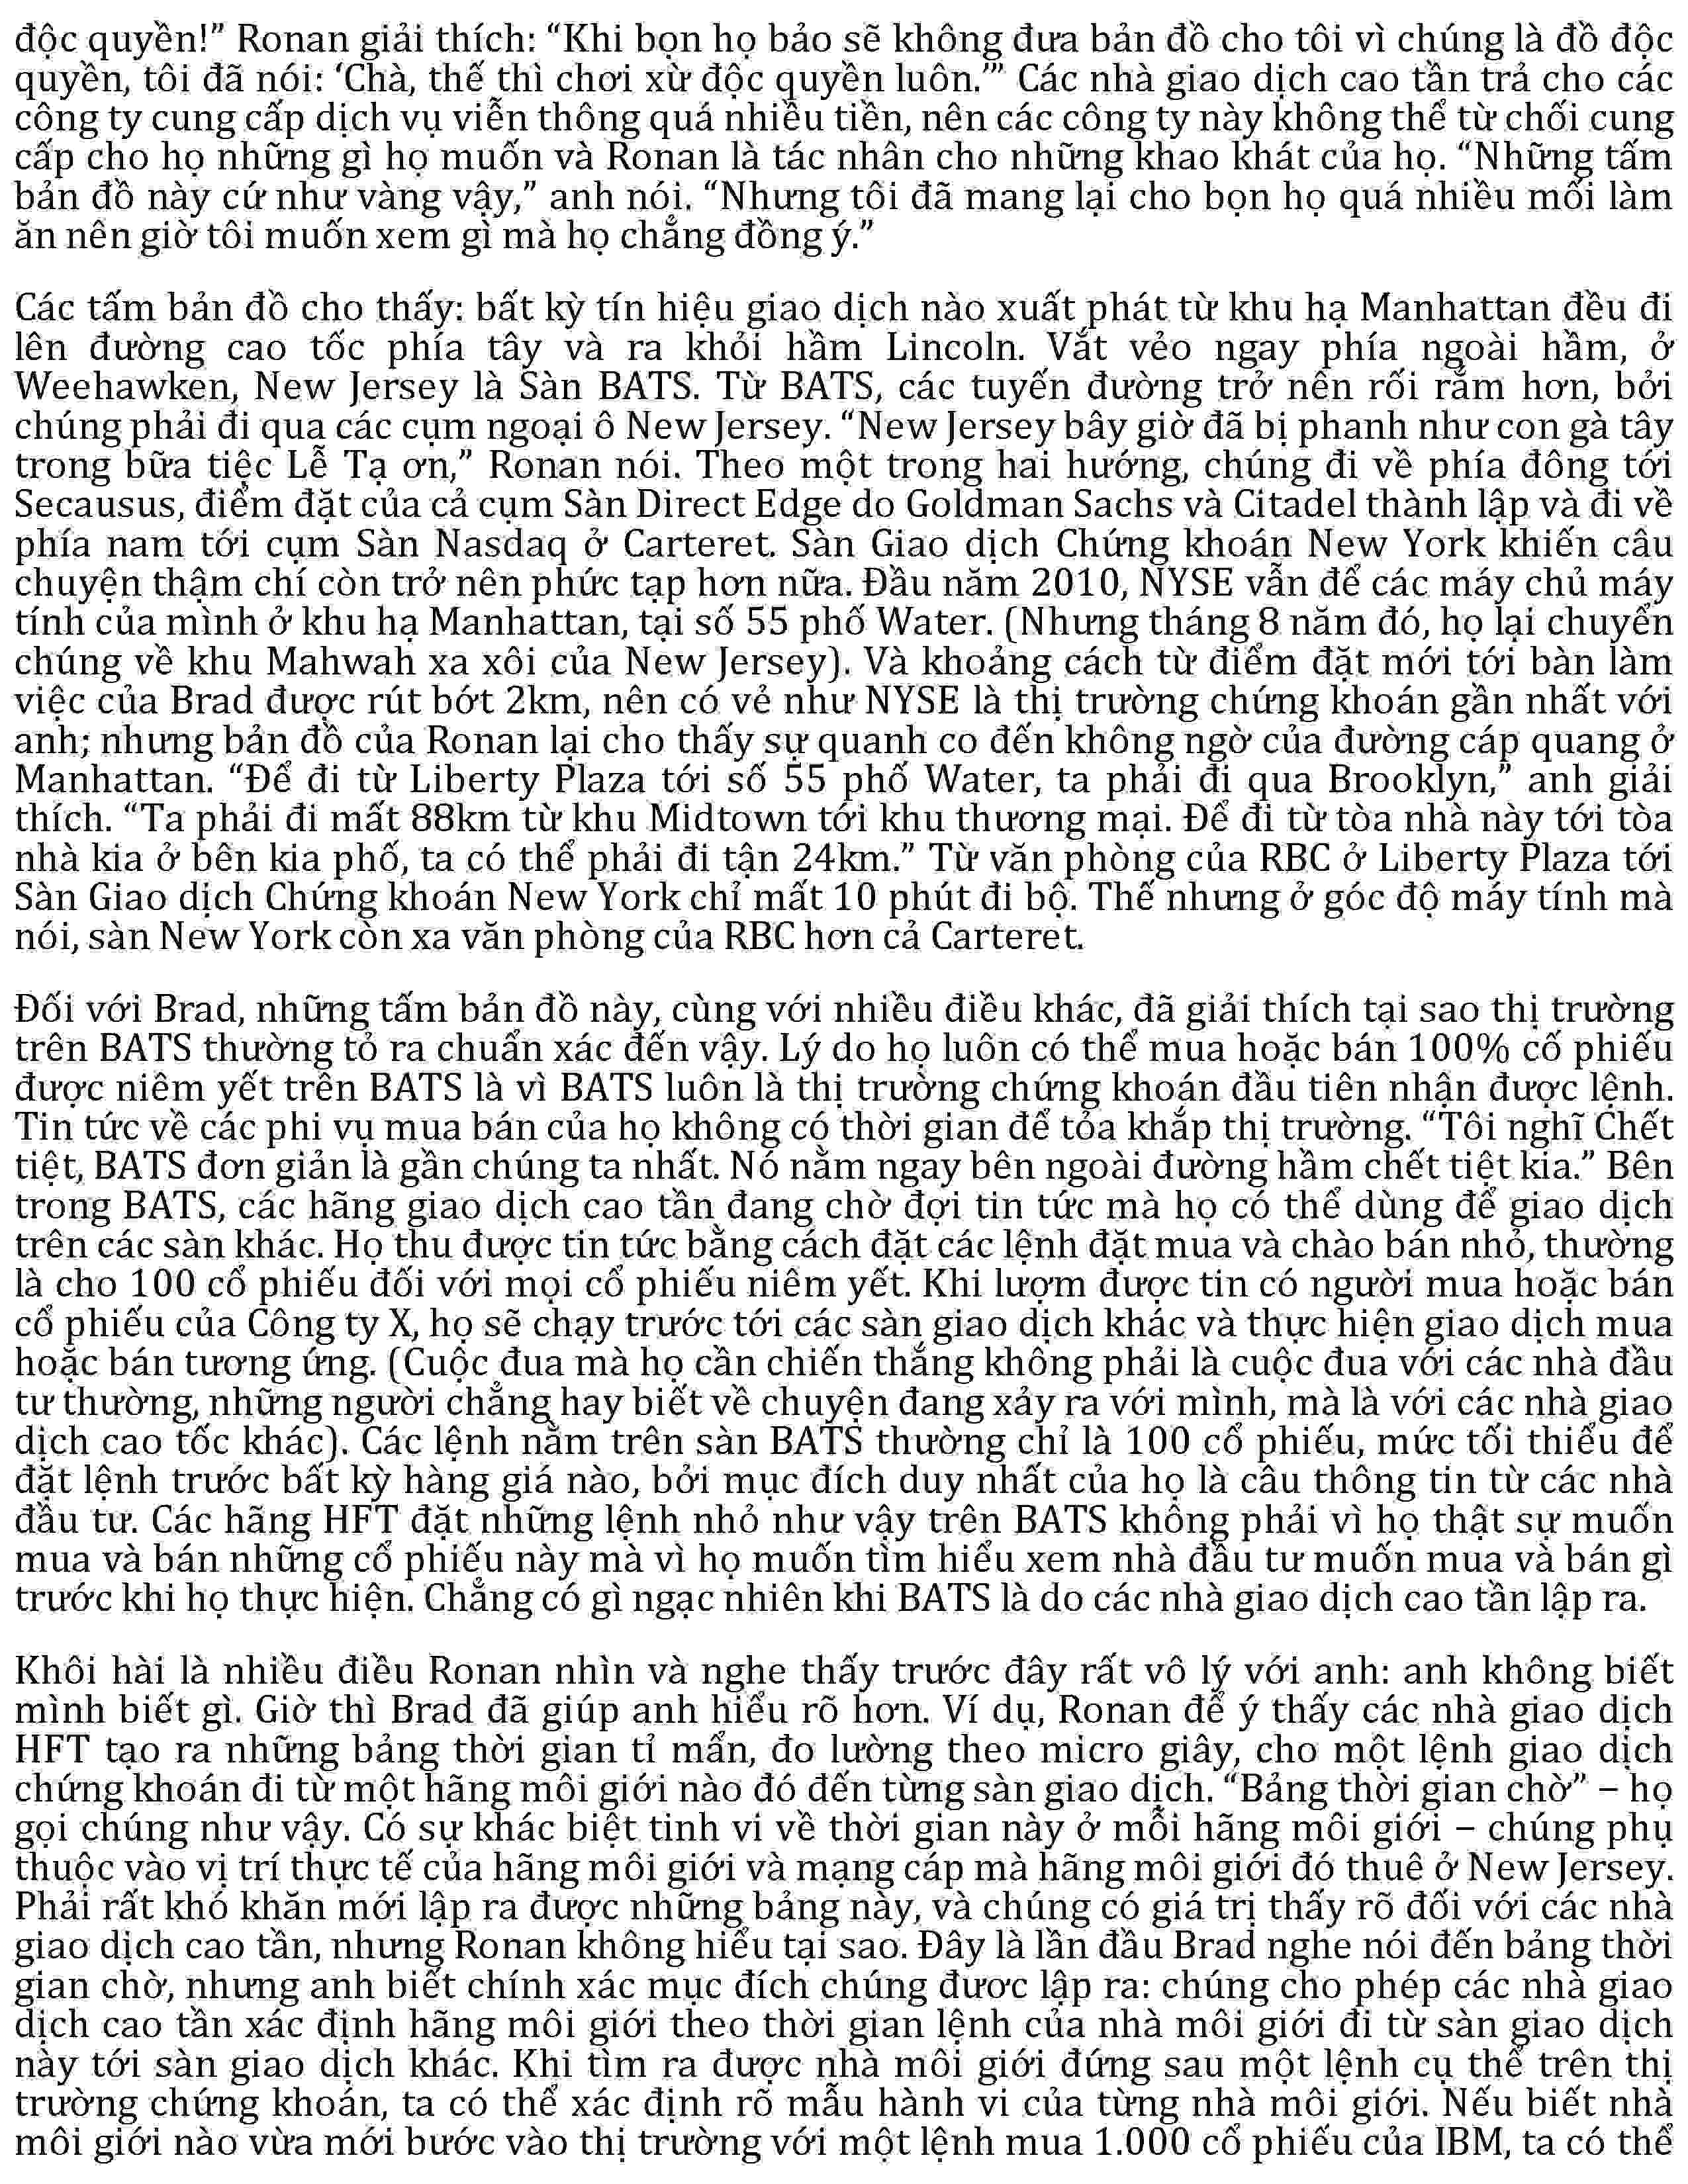 độc quyền!” Ronan giải thích: “Khi bọn họ bảo sẽ không đưa bản đồ cho tôi vì chúng là đồ độc
quyền, tôi đã nói: ‘Chà, thế thì chơi xừ độc quyền luôn.’” Các nhà giao dịch cao tần trả cho các
công ty cung cấp dịch vụ viễn thông quá nhiều tiền, nên các công ty này không thể từ chối cung
cấp cho họ những gì họ muốn và Ronan là tác nhân cho những khao khát của họ. “Những tấm
bản đồ này cứ như vàng vậy,” anh nói. “Nhưng tôi đã mang lại cho bọn họ quá nhiều mối làm
ăn nên giờ tôi muốn xem gì mà họ chẳng đồng ý.”
Các tấm bản đồ cho thấy: bất kỳ tín hiệu giao dịch nào xuất phát từ khu hạ Manhattan đều đi
lên đường cao tốc phía tây và ra khỏi hầm Lincoln. Vắt vẻo ngay phía ngoài hầm, ở
Weehawken, New Jersey là Sàn BATS. Từ BATS, các tuyến đường trở nên rối rắm hơn, bởi
chúng phải đi qua các cụm ngoại ô New Jersey. “New Jersey bây giờ đã bị phanh như con gà tây
trong bữa tiệc Lễ Tạ ơn,” Ronan nói. Theo một trong hai hướng, chúng đi về phía đông tới
Secausus, điểm đặt của cả cụm Sàn Direct Edge do Goldman Sachs và Citadel thành lập và đi về
phía nam tới cụm Sàn Nasdaq ở Carteret. Sàn Giao dịch Chứng khoán New York khiến câu
chuyện thậm chí còn trở nên phức tạp hơn nữa. Đầu năm 2010, NYSE vẫn để các máy chủ máy
tính của mình ở khu hạ Manhattan, tại số 55 phố Water. (Nhưng tháng 8 năm đó, họ lại chuyển
chúng về khu Mahwah xa xôi của New Jersey). Và khoảng cách từ điểm đặt mới tới bàn làm
việc của Brad được rút bớt 2km, nên có vẻ như NYSE là thị trường chứng khoán gần nhất với
anh; nhưng bản đồ của Ronan lại cho thấy sự quanh co đến không ngờ của đường cáp quang ở
Manhattan. “Để đi từ Liberty Plaza tới số 55 phố Water, ta phải đi qua Brooklyn,” anh giải
thích. “Ta phải đi mất 88km từ khu Midtown tới khu thương mại. Để đi từ tòa nhà này tới tòa
nhà kia ở bên kia phố, ta có thể phải đi tận 24km.” Từ văn phòng của RBC ở Liberty Plaza tới
Sàn Giao dịch Chứng khoán New York chỉ mất 10 phút đi bộ. Thế nhưng ở góc độ máy tính mà
nói, sàn New York còn xa văn phòng của RBC hơn cả Carteret.
Đối với Brad, những tấm bản đồ này, cùng với nhiều điều khác, đã giải thích tại sao thị trường
trên BATS thường tỏ ra chuẩn xác đến vậy. Lý do họ luôn có thể mua hoặc bán 100% cổ phiếu
được niêm yết trên BATS là vì BATS luôn là thị trường chứng khoán đầu tiên nhận được lệnh.
Tin tức về các phi vụ mua bán của họ không có thời gian để tỏa khắp thị trường. “Tôi nghĩ Chết
tiệt, BATS đơn giản là gần chúng ta nhất. Nó nằm ngay bên ngoài đường hầm chết tiệt kia.” Bên
trong BATS, các hãng giao dịch cao tần đang chờ đợi tin tức mà họ có thể dùng để giao dịch
trên các sàn khác. Họ thu được tin tức bằng cách đặt các lệnh đặt mua và chào bán nhỏ, thường
là cho 100 cổ phiếu đối với mọi cổ phiếu niêm yết. Khi lượm được tin có người mua hoặc bán
cổ phiếu của Công ty X, họ sẽ chạy trước tới các sàn giao dịch khác và thực hiện giao dịch mua
hoặc bán tương ứng. (Cuộc đua mà họ cần chiến thắng không phải là cuộc đua với các nhà đầu
tư thường, những người chẳng hay biết về chuyện đang xảy ra với mình, mà là với các nhà giao
dịch cao tốc khác). Các lệnh nằm trên sàn BATS thường chỉ là 100 cổ phiếu, mức tối thiểu để
đặt lệnh trước bất kỳ hàng giá nào, bởi mục đích duy nhất của họ là câu thông tin từ các nhà
đầu tư. Các hãng HFT đặt những lệnh nhỏ như vậy trên BATS không phải vì họ thật sự muốn
mua và bán những cổ phiếu này mà vì họ muốn tìm hiểu xem nhà đầu tư muốn mua và bán gì
trước khi họ thực hiện. Chẳng có gì ngạc nhiên khi BATS là do các nhà giao dịch cao tần lập ra.
Khôi hài là nhiều điều Ronan nhìn và nghe thấy trước đây rất vô lý với anh: anh không biết
mình biết gì. Giờ thì Brad đã giúp anh hiểu rõ hơn. Ví dụ, Ronan để ý thấy các nhà giao dịch
HFT tạo ra những bảng thời gian tỉ mẩn, đo lường theo micro giây, cho một lệnh giao dịch
chứng khoán đi từ một hãng môi giới nào đó đến từng sàn giao dịch. “Bảng thời gian chờ” – họ
gọi chúng như vậy. Có sự khác biệt tinh vi về thời gian này ở mỗi hãng môi giới – chúng phụ
thuộc vào vị trí thực tế của hãng môi giới và mạng cáp mà hãng môi giới đó thuê ở New Jersey.
Phải rất khó khăn mới lập ra được những bảng này, và chúng có giá trị thấy rõ đối với các nhà
giao dịch cao tần, nhưng Ronan không hiểu tại sao. Đây là lần đầu Brad nghe nói đến bảng thời
gian chờ, nhưng anh biết chính xác mục đích chúng đươc lập ra: chúng cho phép các nhà giao
dịch cao tần xác định hãng môi giới theo thời gian lệnh của nhà môi giới đi từ sàn giao dịch
này tới sàn giao dịch khác. Khi tìm ra được nhà môi giới đứng sau một lệnh cụ thể trên thị
trường chứng khoán, ta có thể xác định rõ mẫu hành vi của từng nhà môi giới. Nếu biết nhà
môi giới nào vừa mới bước vào thị trường với một lệnh mua 1.000 cổ phiếu của IBM, ta có thể